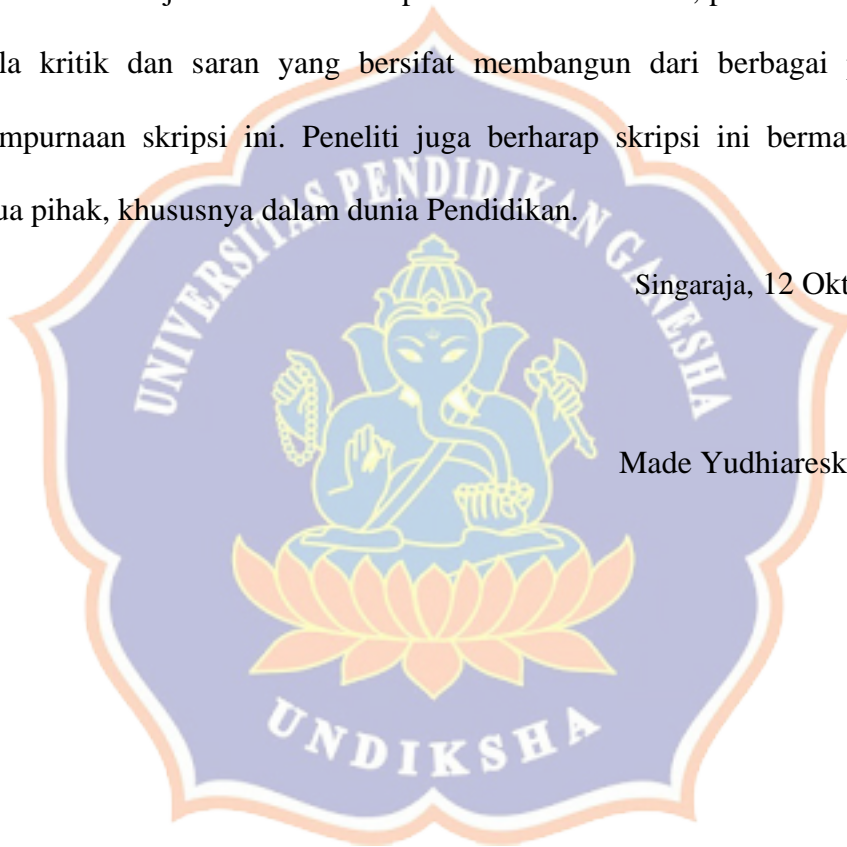 la kritik dan saran yang bersifat membangun dari berbagai
mpurnaan skripsi ini. Peneliti juga berharap skripsi ini berma
ua pihak, khususnya dalam dunia Pendidikan.
UNIVERSITAS PENDIDIKAN GANESHA
Singaraja, 12 Okt
Made Yudhiaresk
UNDIKSHA